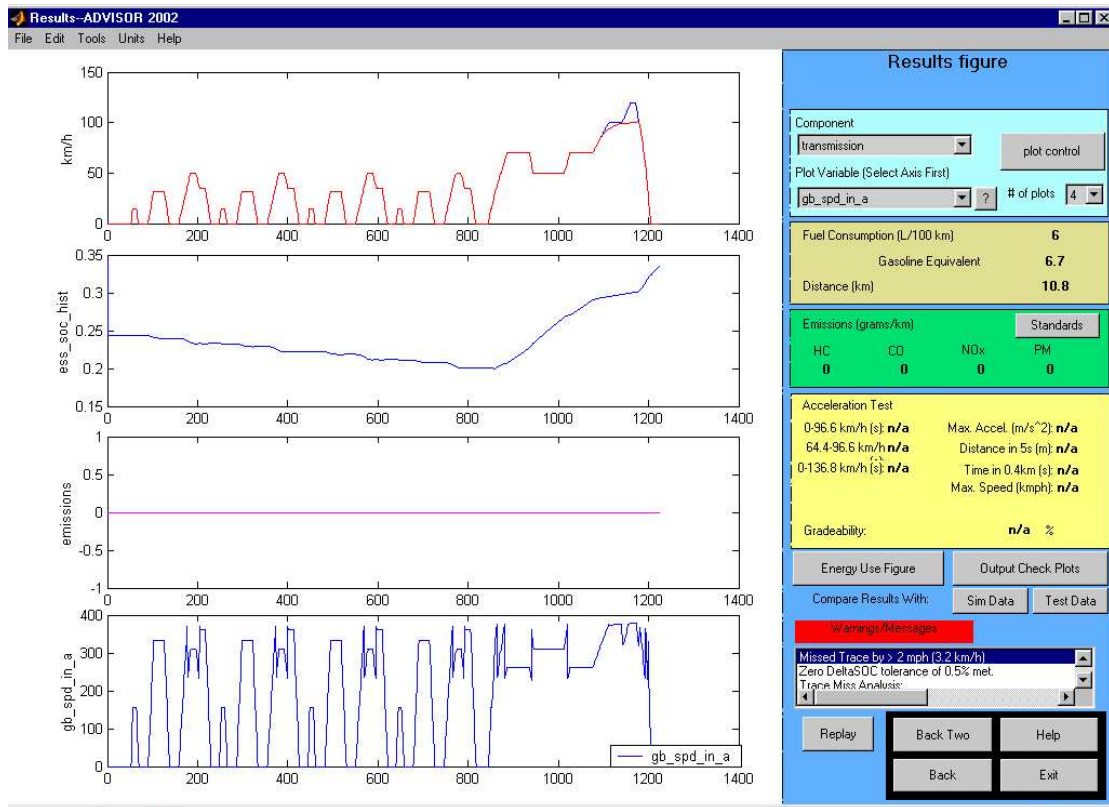 Results--ADVISOR 2002
File Edit Tools Units Help
150
100
50
0
km/h
0 200 400 600 800 1000 1200 1400
0.35
0.3
0.25
0.2
0.15
ess_soc_hist
0 200 400 600 800 1000 1200 1400
1
0.5
0
-0.5
-1
emissions
0 200 400 600 800 1000 1200 1400
400
300
200
100
0
gb_spd_in_a
gb_spd_in_a
0 200 400 600 800 1000 1200 1400
Results figure
Component
transmission
plot control
Plot Variable (Select Axis First)
gb_spd_in_a ? # of plots 4
Fuel Consumption (L/100 km) 6
Gasoline Equivalent 6.7
Distance (km) 10.8
Emissions (grams/km) Standards
HC CO NOx PM
0 0 0 0
Acceleration Test
0-96.6 km/h (s): n/a Max. Accel. (m/s^2): n/a
64.4-96.6 km/h n/a Distance in 5s (m): n/a
0-136.8 km/h (s): n/a Time in 0.4km (s): n/a
Max. Speed (kmph): n/a
Gradeability: n/a %
Energy Use Figure Output Check Plots
Compare Results With: Sim Data Test Data
Warnings/Messages
Missed Trace by > 2 mph (3.2 km/h)
Zero DeltaSOC tolerance of 0.5% met.
Trace Miss Analysis:
Replay Back Two Help
Back Exit